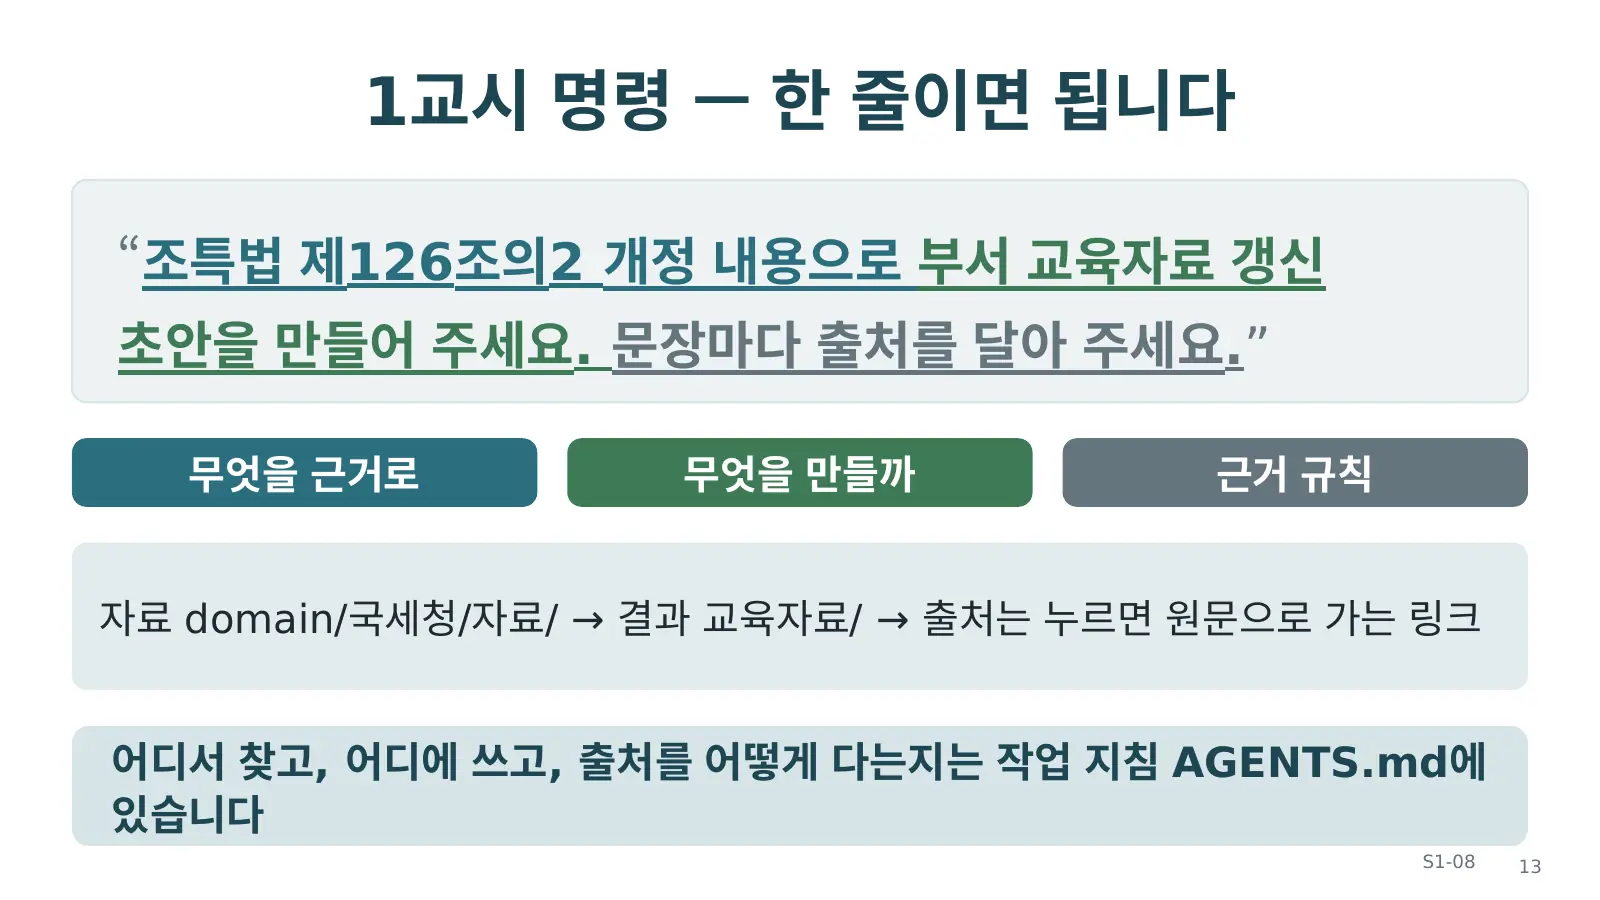 1교시 명령 — 한 줄이면 됩니다
“조특법 제126조의2 개정 내용으로 부서 교육자료 갱신
초안을 만들어 주세요. 문장마다 출처를 달아 주세요.”
무엇을 근거로
무엇을 만들까
근거 규칙
자료 domain/국세청/자료/ → 결과 교육자료/ → 출처는 누르면 원문으로 가는 링크
어디서 찾고, 어디에 쓰고, 출처를 어떻게 다는지는 작업 지침 AGENTS.md에
있습니다
S1-08
13